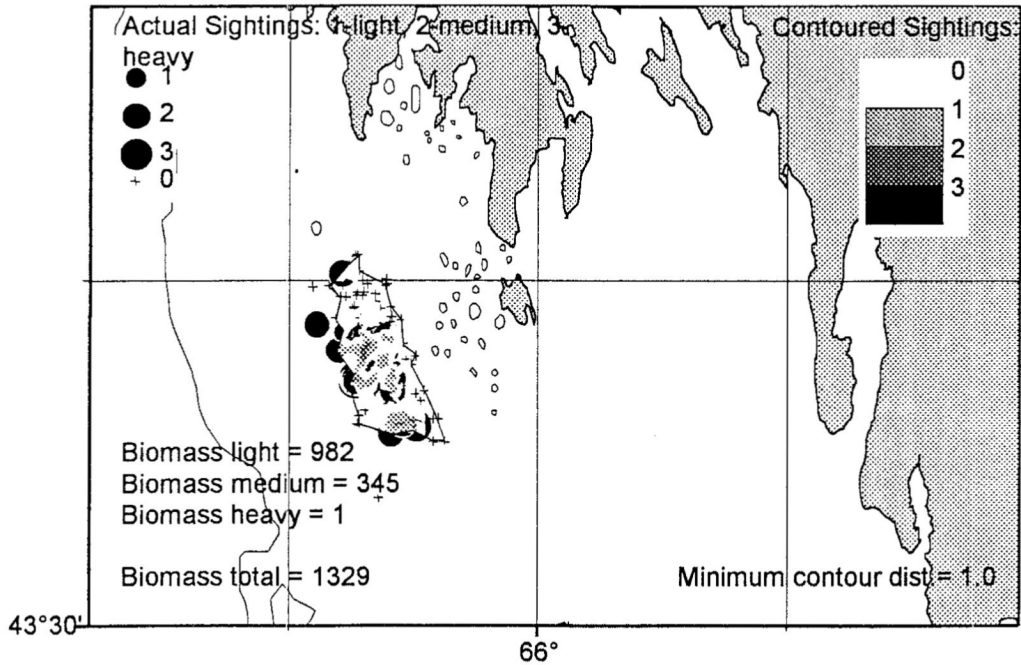 Actual Sightings: 1-light, 2-medium, 3-
heavy
1
2
3
0
Contoured Sightings:
0
1
2
3
Biomass light = 982
Biomass medium = 345
Biomass heavy = 1
Biomass total = 1329
Minimum contour dist = 1.0
43°30'
66°